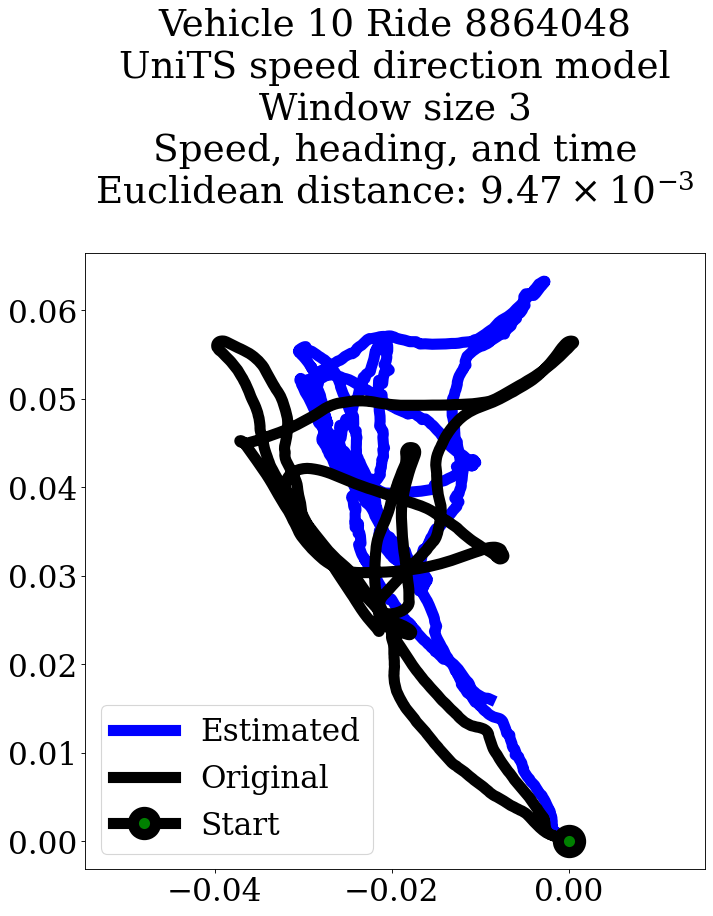 Vehicle 10 Ride 8864048
UniTS speed direction model
Window size 3
Speed, heading, and time
Euclidean distance: 9.47 × 10⁻³
0.06
0.05
0.04
0.03
0.02
0.01
0.00
Estimated
Original
Start
−0.04 −0.02 0.00